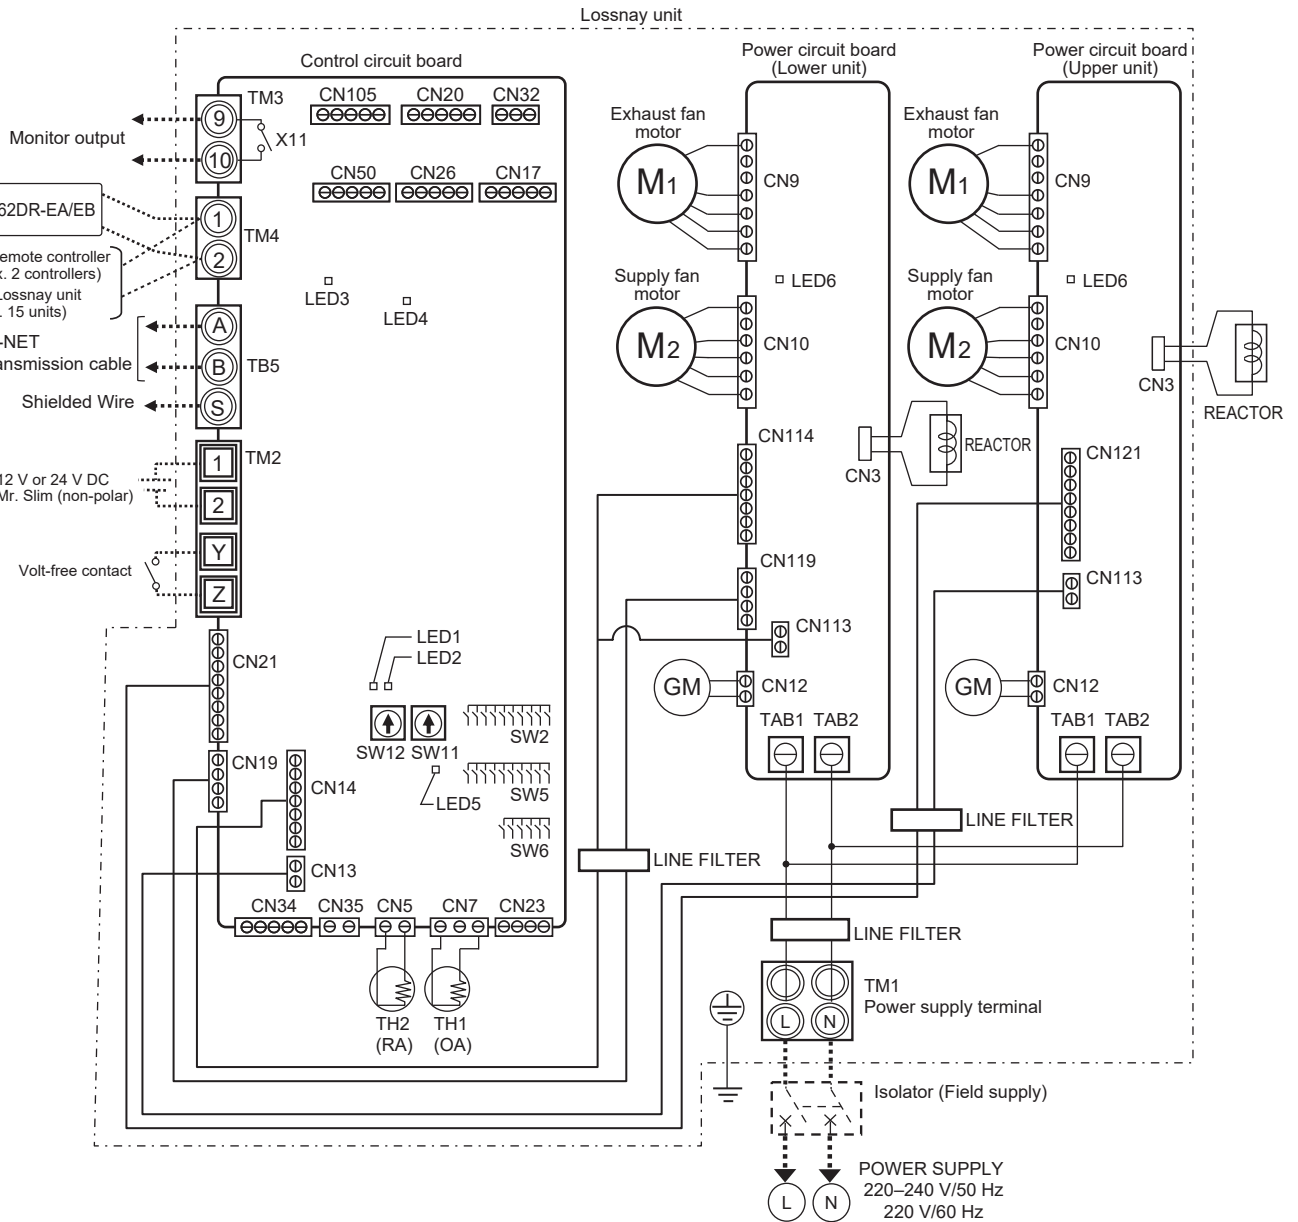 Lossnay unit
Control circuit board
Power circuit board
(Lower unit)
Power circuit board
(Upper unit)
TM3
9
10
X11
Monitor output
CN105
CN20
CN32
CN50
CN26
CN17
62DR-EA/EB
1
2
TM4
emote controller
x. 2 controllers)
Lossnay unit
. 15 units)
LED3
LED4
A
B
S
TB5
-NET
ansmission cable
Shielded Wire
1
2
Y
Z
TM2
12 V or 24 V DC
Mr. Slim (non-polar)
Volt-free contact
CN21
CN19
CN14
CN13
LED1
LED2
SW12
SW11
LED5
SW2
SW5
SW6
CN34
CN35
CN5
CN7
CN23
TH2
(RA)
TH1
(OA)
Exhaust fan
motor
M1
CN9
LED6
Supply fan
motor
M2
CN10
CN114
CN3
REACTOR
CN119
CN113
GM
CN12
TAB1
TAB2
Exhaust fan
motor
M1
CN9
LED6
Supply fan
motor
M2
CN10
CN3
REACTOR
CN121
CN113
GM
CN12
TAB1
TAB2
LINE FILTER
LINE FILTER
LINE FILTER
TM1
Power supply terminal
L
N
Isolator (Field supply)
L
N
POWER SUPPLY
220–240 V/50 Hz
220 V/60 Hz